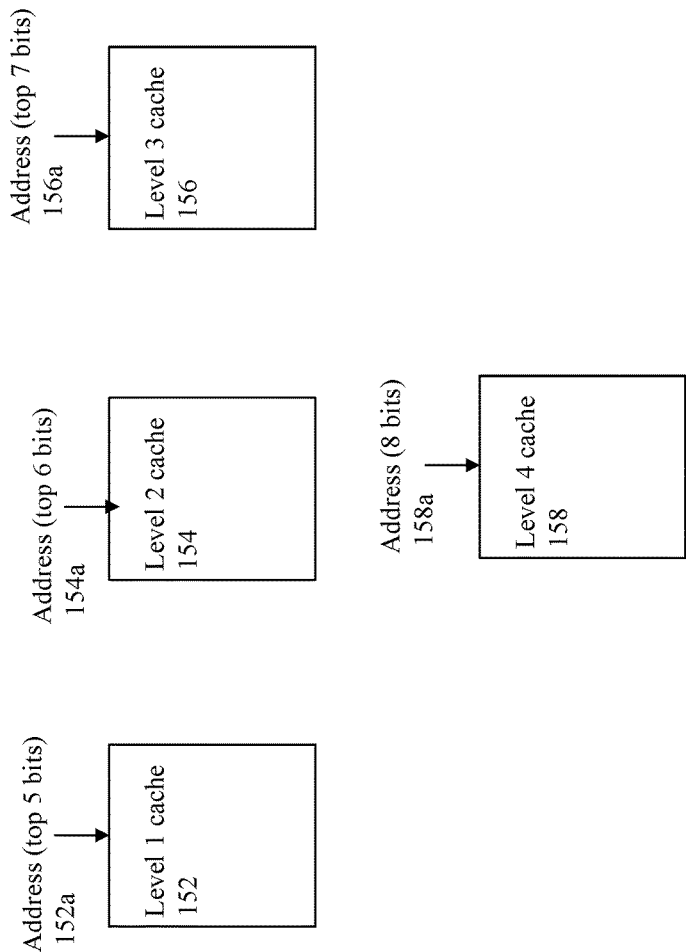 Address (top 5 bits)
152a
Level 1 cache
152
Address (top 6 bits)
154a
Level 2 cache
154
Address (top 7 bits)
156a
Level 3 cache
156
Address (8 bits)
158a
Level 4 cache
158